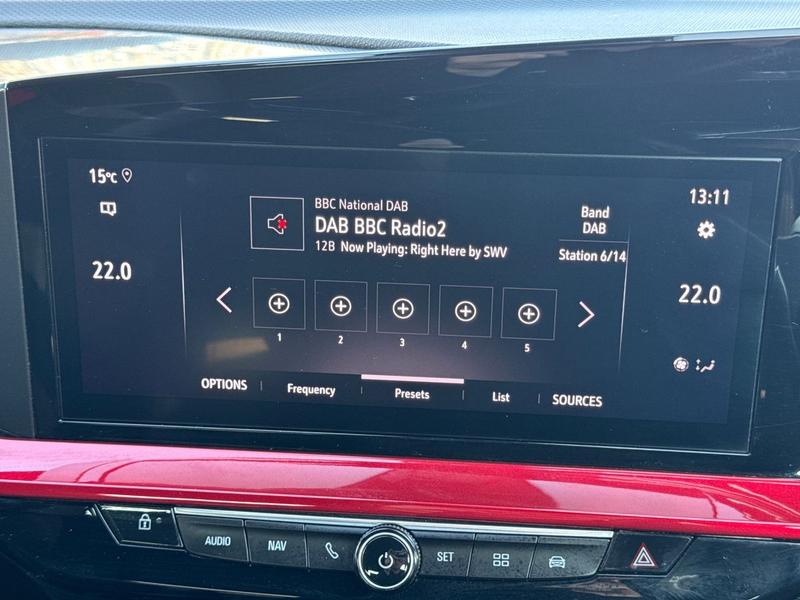 15°C
13:11
BBC National DAB
DAB BBC Radio2
12B Now Playing: Right Here by SWV
Band
DAB
Station 6/14
22.0
22.0
1
2
3
4
5
OPTIONS
Frequency
Presets
List
SOURCES
AUDIO
NAV
SET